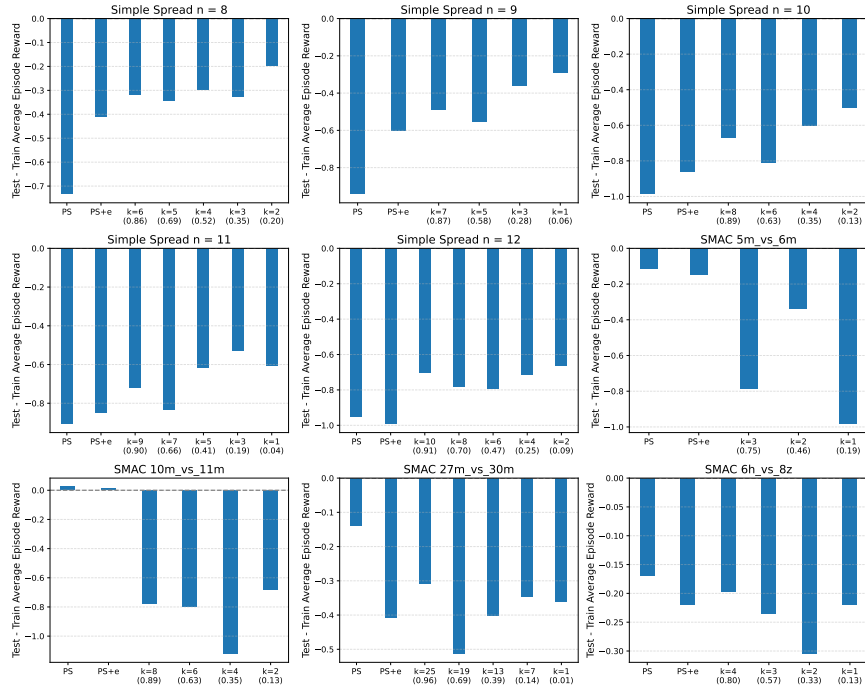 Simple Spread n = 8
Test - Train Average Episode Reward
0.0
−0.1
−0.2
−0.3
−0.4
−0.5
−0.6
−0.7
PS
PS+e
k=6
(0.86)
k=5
(0.69)
k=4
(0.52)
k=3
(0.35)
k=2
(0.20)
Simple Spread n = 9
Test - Train Average Episode Reward
0.0
−0.2
−0.4
−0.6
−0.8
PS
PS+e
k=7
(0.87)
k=5
(0.58)
k=3
(0.28)
k=1
(0.06)
Simple Spread n = 10
Test - Train Average Episode Reward
0.0
−0.2
−0.4
−0.6
−0.8
−1.0
PS
PS+e
k=8
(0.89)
k=6
(0.63)
k=4
(0.35)
k=2
(0.13)
Simple Spread n = 11
Test - Train Average Episode Reward
0.0
−0.2
−0.4
−0.6
−0.8
PS
PS+e
k=9
(0.90)
k=7
(0.66)
k=5
(0.41)
k=3
(0.19)
k=1
(0.04)
Simple Spread n = 12
Test - Train Average Episode Reward
0.0
−0.2
−0.4
−0.6
−0.8
−1.0
PS
PS+e
k=10
(0.91)
k=8
(0.70)
k=6
(0.47)
k=4
(0.25)
k=2
(0.09)
SMAC 5m_vs_6m
Test - Train Average Episode Reward
0.0
−0.2
−0.4
−0.6
−0.8
−1.0
PS
PS+e
k=3
(0.75)
k=2
(0.46)
k=1
(0.19)
SMAC 10m_vs_11m
Test - Train Average Episode Reward
0.0
−0.2
−0.4
−0.6
−0.8
−1.0
PS
PS+e
k=8
(0.89)
k=6
(0.63)
k=4
(0.35)
k=2
(0.13)
SMAC 27m_vs_30m
Test - Train Average Episode Reward
0.0
−0.1
−0.2
−0.3
−0.4
−0.5
PS
PS+e
k=25
(0.96)
k=19
(0.69)
k=13
(0.39)
k=7
(0.14)
k=1
(0.01)
SMAC 6h_vs_8z
Test - Train Average Episode Reward
0.00
−0.05
−0.10
−0.15
−0.20
−0.25
−0.30
PS
PS+e
k=4
(0.80)
k=3
(0.57)
k=2
(0.33)
k=1
(0.13)